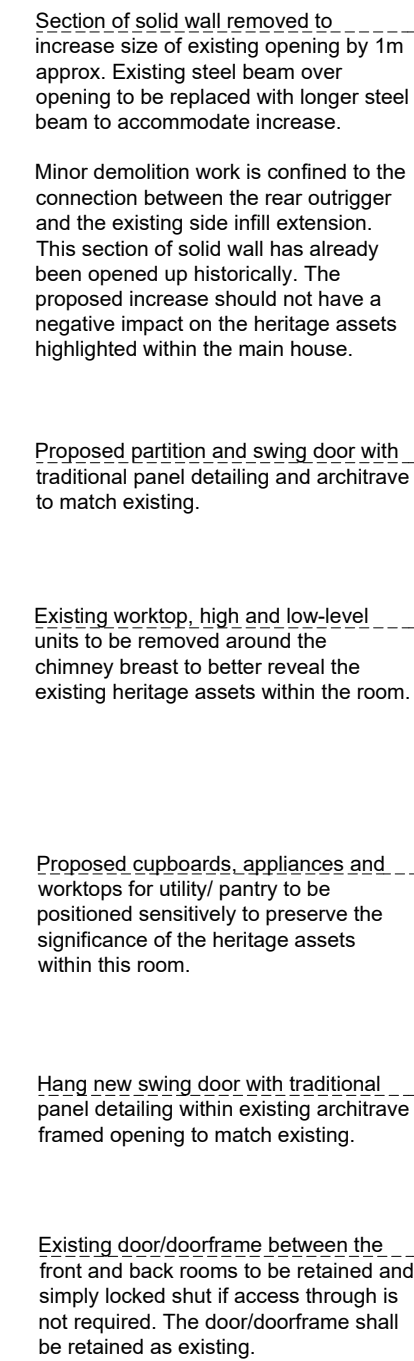 Section of solid wall removed to
increase size of existing opening by 1m
approx. Existing steel beam over
opening to be replaced with longer steel
beam to accommodate increase.
Minor demolition work is confined to the
connection between the rear outrigger
and the existing side infill extension.
This section of solid wall has already
been opened up historically. The
proposed increase should not have a
negative impact on the heritage assets
highlighted within the main house.
Proposed partition and swing door with
traditional panel detailing and architrave
to match existing.
Existing worktop, high and low-level
units to be removed around the
chimney breast to better reveal the
existing heritage assets within the room.
Proposed cupboards, appliances and
worktops for utility/ pantry to be
positioned sensitively to preserve the
significance of the heritage assets
within this room.
Hang new swing door with traditional
panel detailing within existing architrave
framed opening to match existing.
Existing door/doorframe between the
front and back rooms to be retained and
simply locked shut if access through is
not required. The door/doorframe shall
be retained as existing.